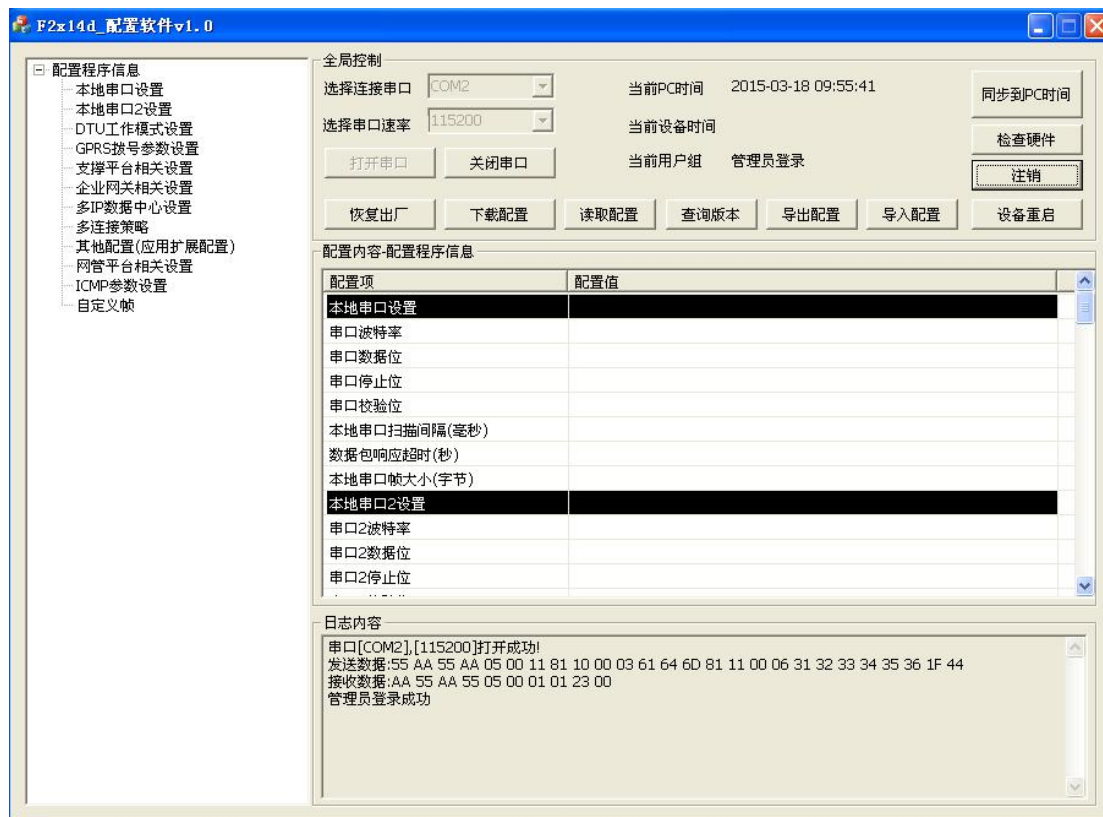 F2x14d_配置软件v1.0
配置程序信息
本地串口设置
本地串口2设置
DTU工作模式设置
GPRS拨号参数设置
支撑平台相关设置
企业网关相关设置
多IP数据中心设置
多连接策略
其他配置(应用扩展配置)
网管平台相关设置
ICMP参数设置
自定义帧
全局控制
选择连接串口 COM2 当前PC时间 2015-03-18 09:55:41 同步到PC时间
选择串口速率 115200 当前设备时间 检查硬件
打开串口 关闭串口 当前用户组 管理员登录 注销
恢复出厂 下载配置 读取配置 查询版本 导出配置 导入配置 设备重启
配置内容-配置程序信息
配置项 配置值
本地串口设置
串口波特率
串口数据位
串口停止位
串口校验位
本地串口扫描间隔(毫秒)
数据包响应超时(秒)
本地串口帧大小(字节)
本地串口2设置
串口2波特率
串口2数据位
串口2停止位
日志内容
串口[COM2],[115200]打开成功!
发送数据:55 AA 55 AA 05 00 11 81 10 00 03 61 64 6D 81 11 00 06 31 32 33 34 35 36 1F 44
接收数据:AA 55 AA 55 05 00 01 01 23 00
管理员登录成功